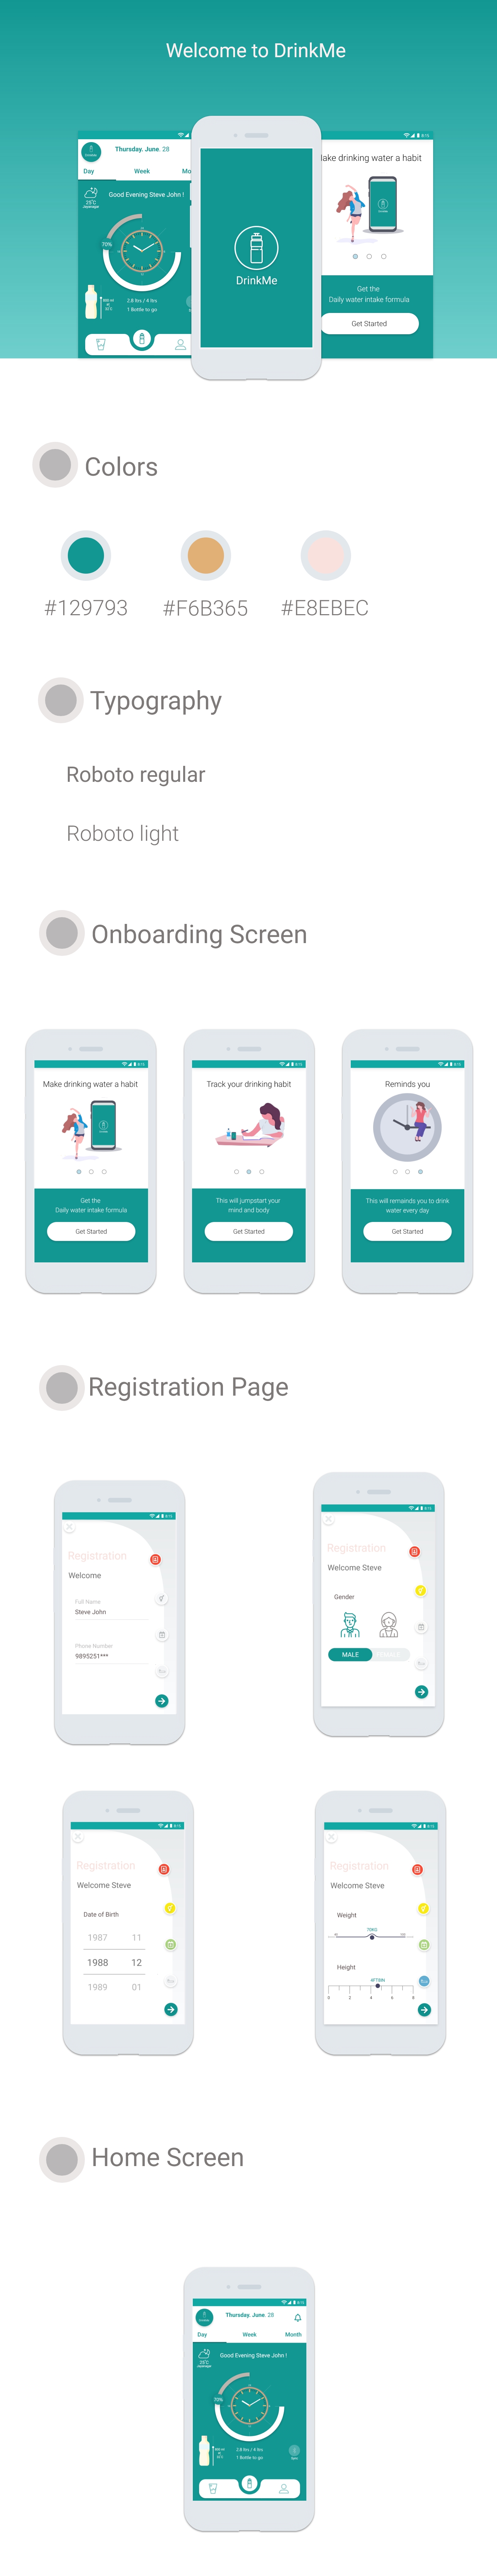 Welcome to DrinkMe
Thursday. June. 28
Day
Week
Mo
Good Evening Steve John !
70%
2.8 ltrs / 4 ltrs
1 Bottle to go
DrinkMe
ake drinking water a habit
Get the
Daily water intake formula
Get Started
Colors
#129793
#F6B365
#E8EBEC
Typography
Roboto regular
Roboto light
Onboarding Screen
Make drinking water a habit
Get the
Daily water intake formula
Get Started
Track your drinking habit
This will jumpstart your
mind and body
Get Started
Reminds you
This will remainds you to drink
water every day
Get Started
Registration Page
Registration
Welcome
Full Name
Steve John
Phone Number
9895251***
Registration
Welcome Steve
Gender
MALE
Registration
Welcome Steve
Date of Birth
1987 11
1988 12
1989 01
Registration
Welcome Steve
Weight
70KG
Height
4FT9IN
0 2 4 6 8
Home Screen
Thursday. June. 28
Day
Week
Month
Good Evening Steve John !
70%
2.8 ltrs / 4 ltrs
1 Bottle to go